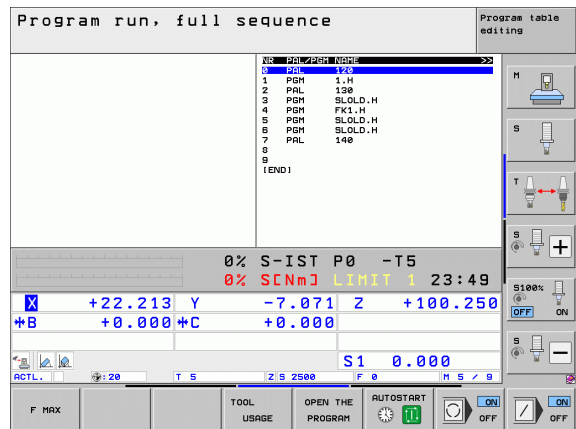 Program run, full sequence
Program table
editing
NR PAL/PGM NAME >>
0 PAL 120
1 PGM 1.H
2 PAL 130
3 PGM SLOLD.H
4 PGM FK1.H
5 PGM SLOLD.H
6 PGM SLOLD.H
7 PAL 140
8
9
[END]
M
S
T
S
S100%
OFF ON
S
0% S-IST P0 -T5
0% S[Nm] LIMIT 1 23:49
X +22.213 Y -7.071 Z +100.250
B +0.000 C +0.000
S1 0.000
ACTL. : 20 T 5 Z S 2500 F 0 M 5 / 9
F MAX
TOOL
USAGE
OPEN THE
PROGRAM
AUTOSTART
ON
OFF
ON
OFF